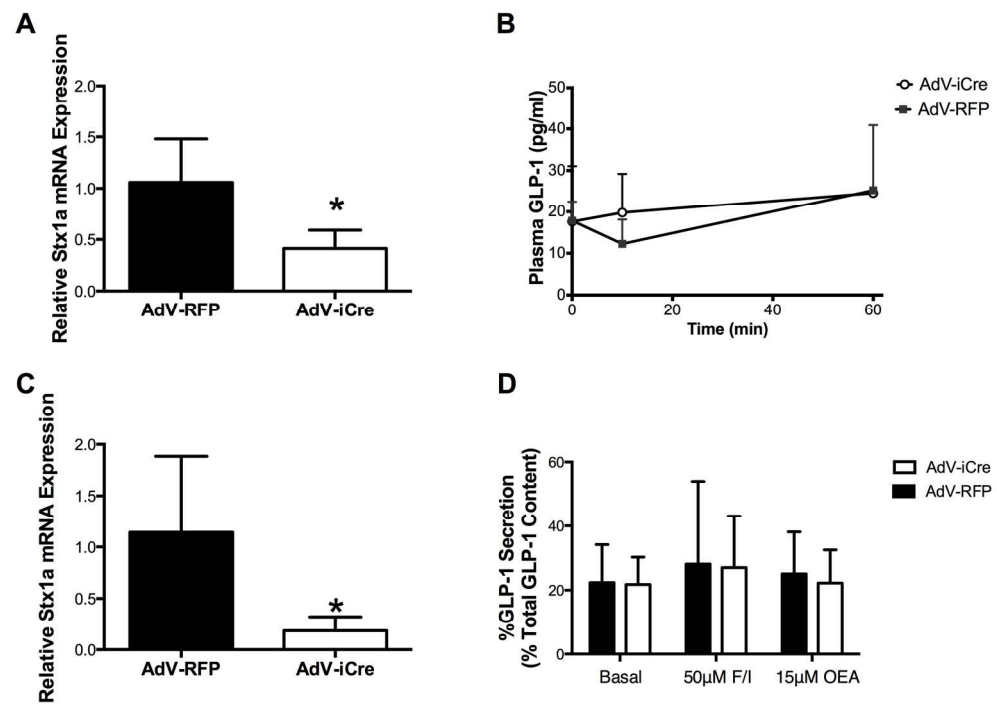 A
Relative Stx1a mRNA Expression
2.0
1.5
1.0
0.5
0.0
*
AdV-RFP
AdV-iCre
B
Plasma GLP-1 (pg/ml)
50
40
30
20
10
0
0
20
40
60
Time (min)
AdV-iCre
AdV-RFP
C
Relative Stx1a mRNA Expression
2.0
1.5
1.0
0.5
0.0
*
AdV-RFP
AdV-iCre
D
%GLP-1 Secretion
(% Total GLP-1 Content)
60
40
20
0
Basal
50µM F/I
15µM OEA
AdV-iCre
AdV-RFP